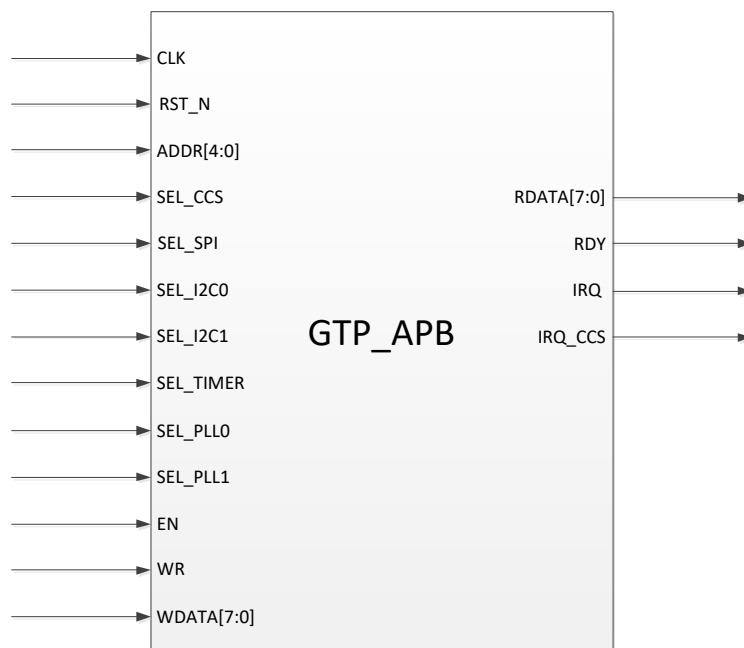 CLK
RST_N
ADDR[4:0]
SEL_CCS
RDATA[7:0]
SEL_SPI
RDY
SEL_I2C0
IRQ
SEL_I2C1
GTP_APB
IRQ_CCS
SEL_TIMER
SEL_PLL0
SEL_PLL1
EN
WR
WDATA[7:0]